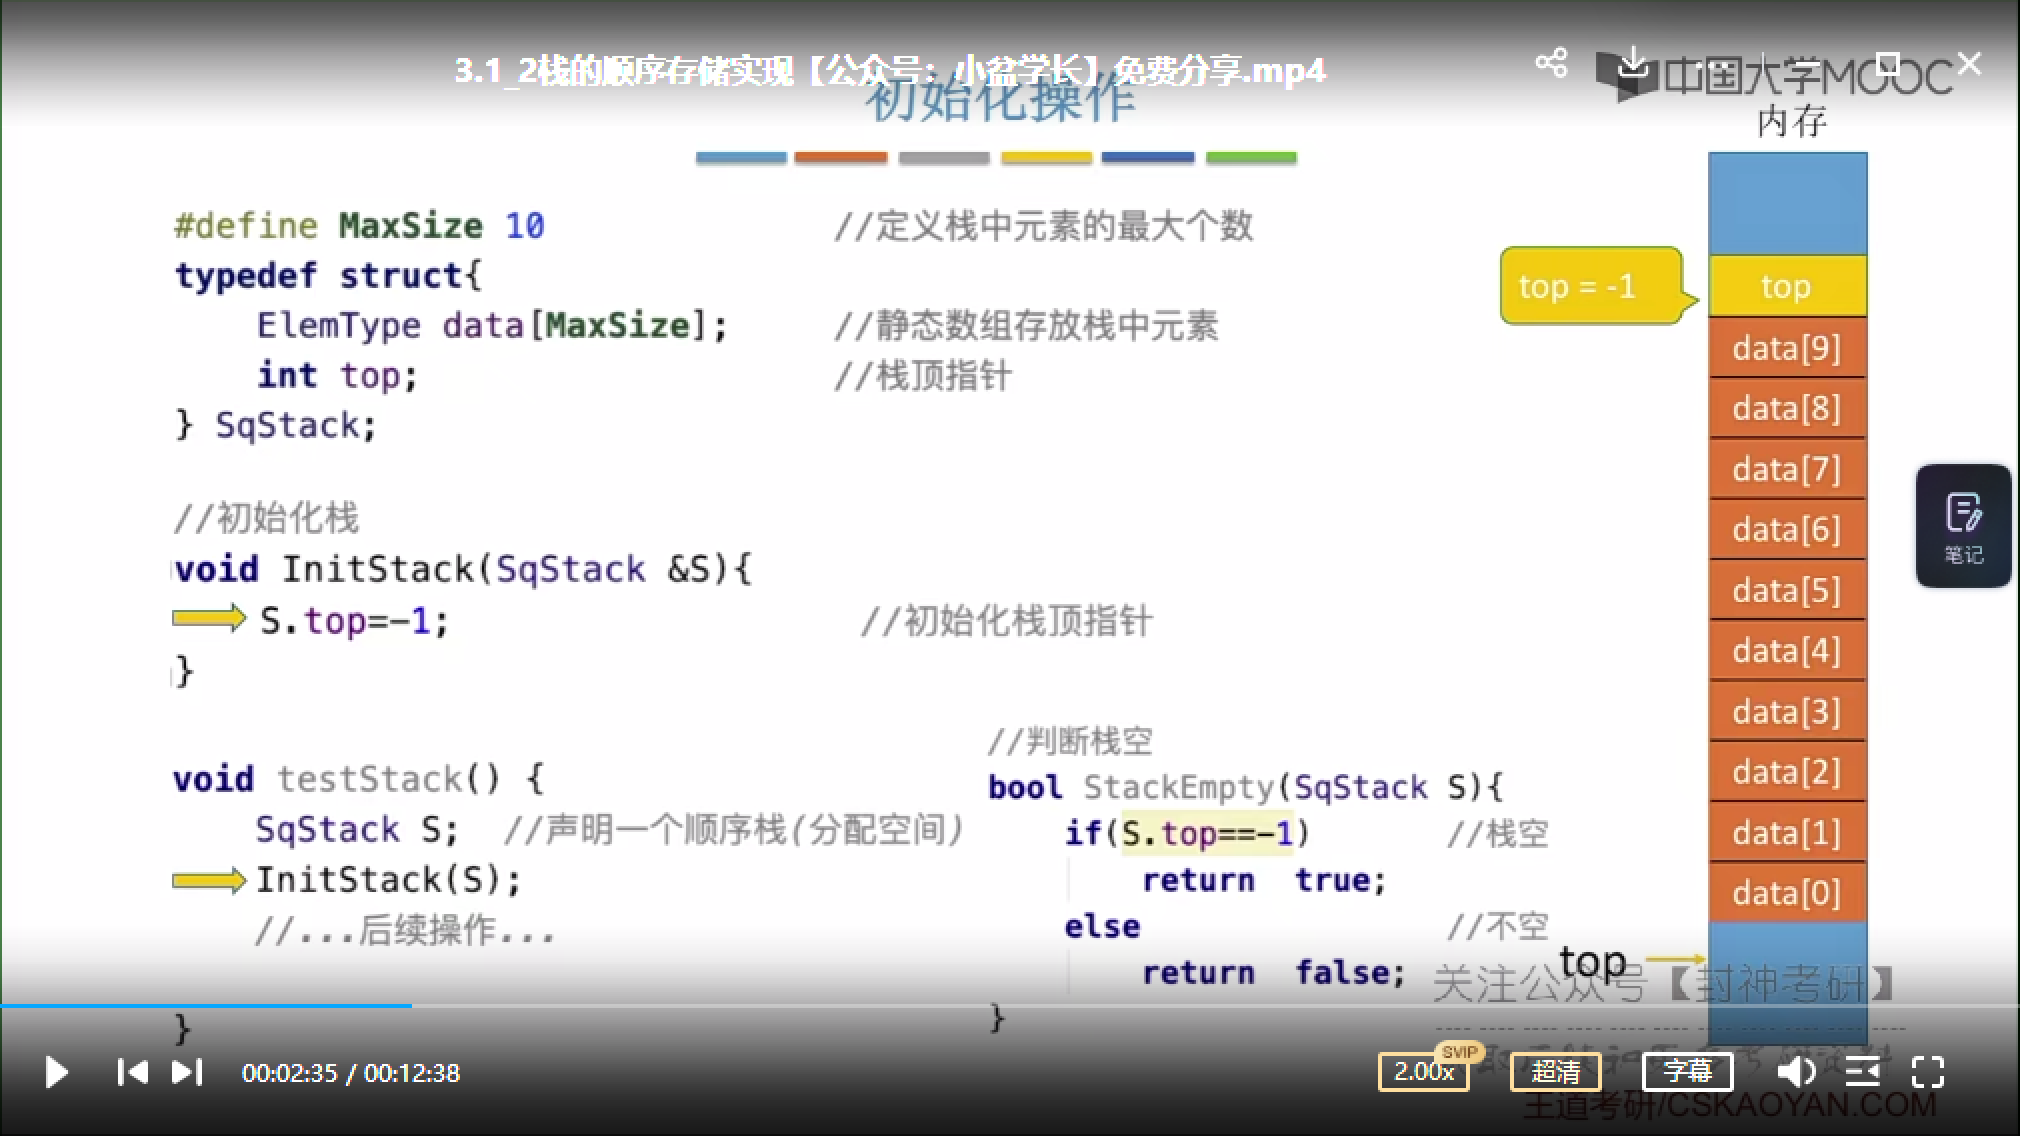 3.1_2栈的顺序存储实现【公众号：小盆学长】免费分享.mp4
中国大学MOOC
初始化操作
内存
#define MaxSize 10 //定义栈中元素的最大个数
typedef struct{
ElemType data[MaxSize]; //静态数组存放栈中元素
int top; //栈顶指针
} SqStack;
//初始化栈
void InitStack(SqStack &S){
S.top=-1; //初始化栈顶指针
}
void testStack() {
SqStack S; //声明一个顺序栈(分配空间)
InitStack(S);
//...后续操作...
}
//判断栈空
bool StackEmpty(SqStack S){
if(S.top==-1) //栈空
return true;
else //不空
return false;
}
top = -1
top
data[9]
data[8]
data[7]
data[6]
data[5]
data[4]
data[3]
data[2]
data[1]
data[0]
top
笔记
关注公众号【封神考研】
00:02:35 / 00:12:38
2.00x
SVIP
超清
字幕
王道考研/CSKAOYAN.COM